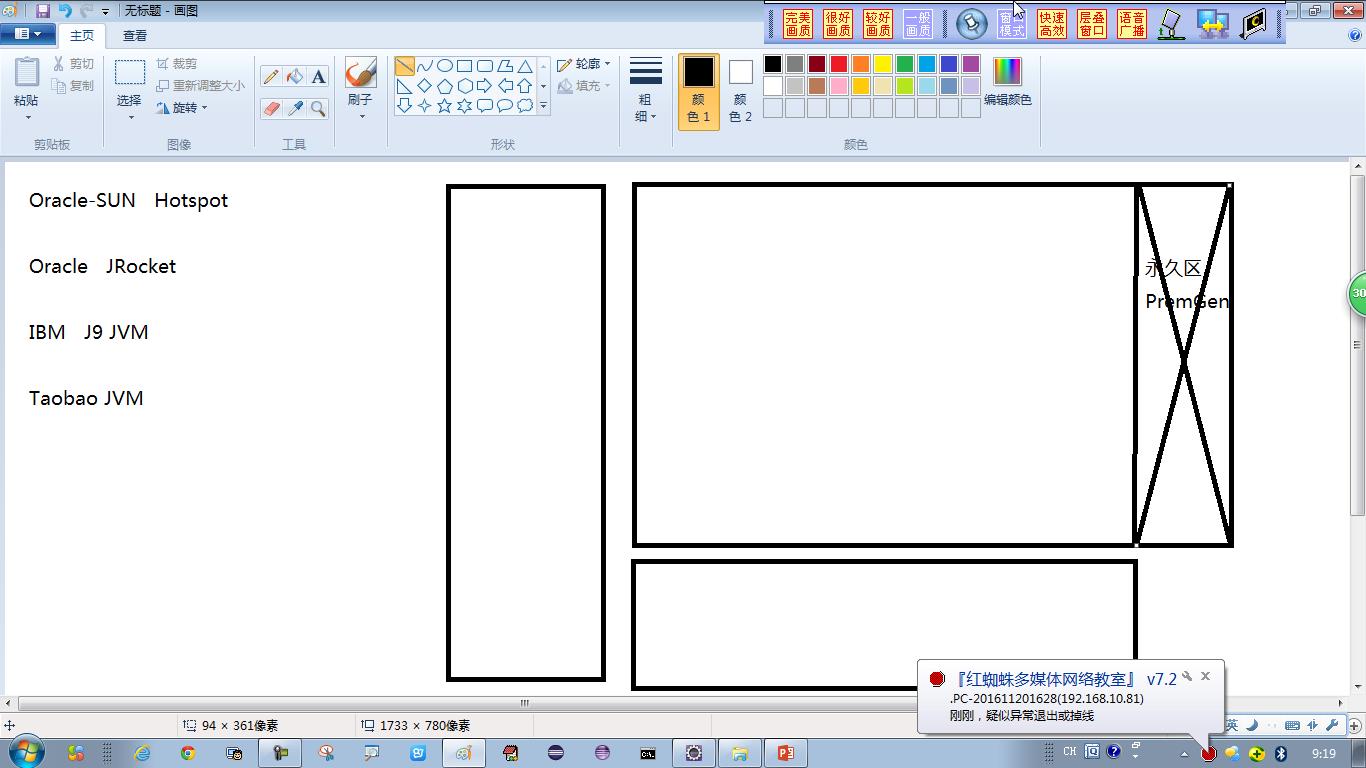 无标题 - 画图
完美画质
很好画质
较好画质
一般画质
窗口模式
快速高效
层叠窗口
语音广播
主页
查看
粘贴
剪切
复制
选择
裁剪
重新调整大小
旋转
A
刷子
轮廓
填充
粗细
颜色 1
颜色 2
编辑颜色
剪贴板
图像
工具
形状
颜色
Oracle-SUN Hotspot
Oracle JRocket
IBM J9 JVM
Taobao JVM
永久区
PremGen
30
『红蜘蛛多媒体网络教室』 v7.2
.PC-201611201628(192.168.10.81)
刚刚，疑似异常退出或掉线
94 × 361像素
1733 × 780像素
英
CH
9:19